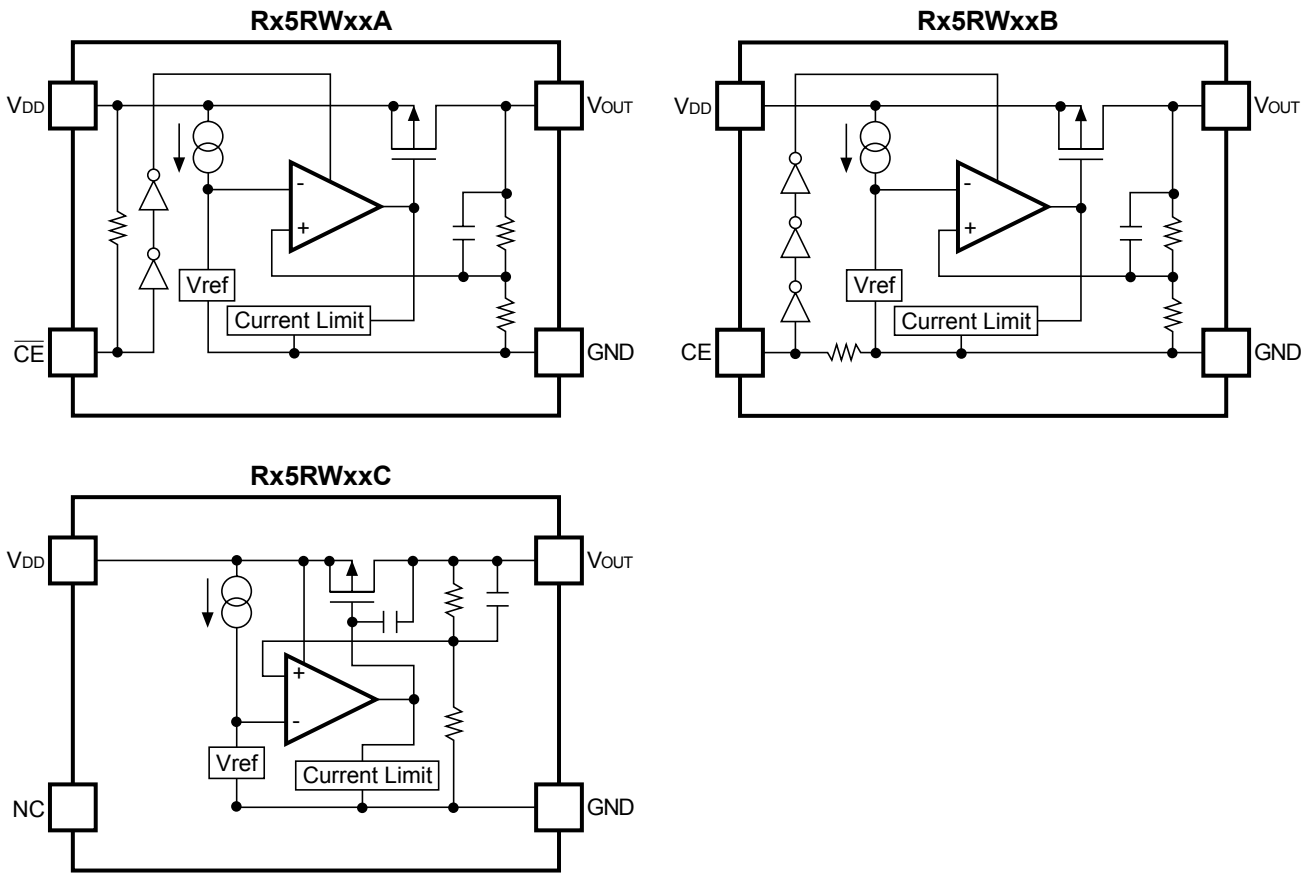 Rx5RWxxA
VDD
VOUT
-
+
Vref
Current Limit
C̅E̅
GND
Rx5RWxxB
VDD
VOUT
-
+
Vref
Current Limit
CE
GND
Rx5RWxxC
VDD
VOUT
+
-
Vref
Current Limit
NC
GND